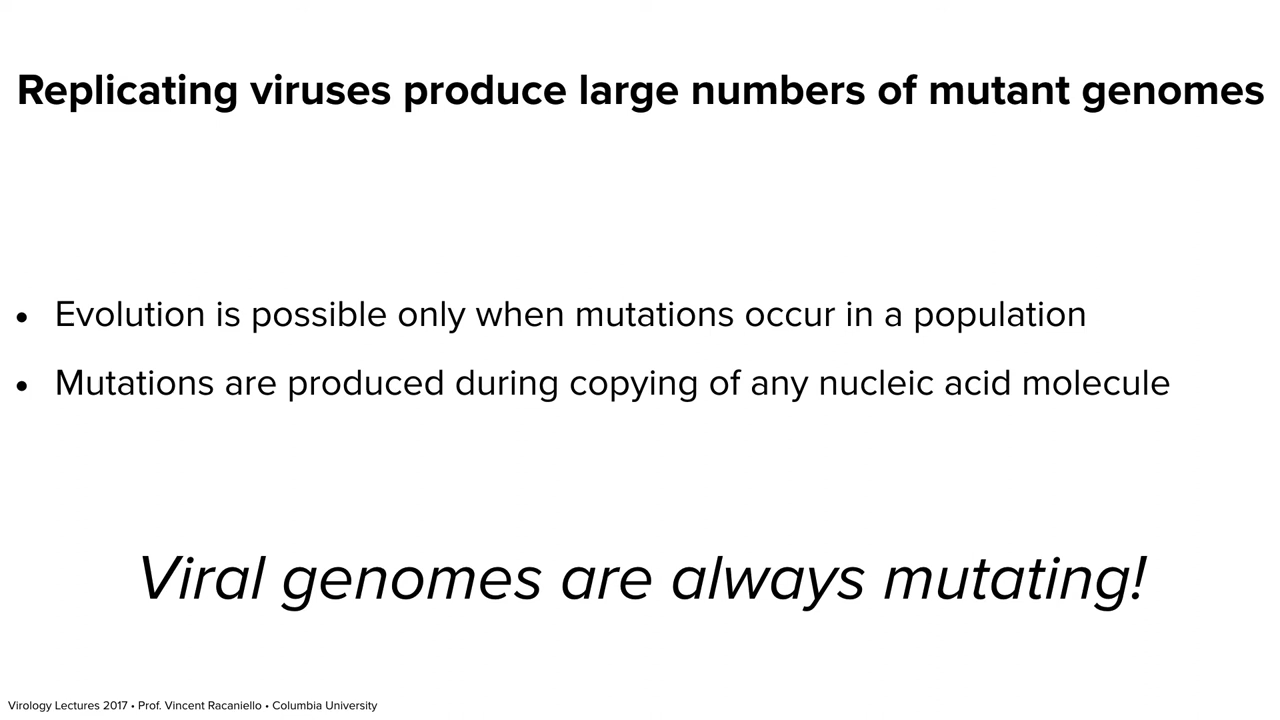 Replicating viruses produce large numbers of mutant genomes
• Evolution is possible only when mutations occur in a population
• Mutations are produced during copying of any nucleic acid molecule
Viral genomes are always mutating!
Virology Lectures 2017 • Prof. Vincent Racaniello • Columbia University